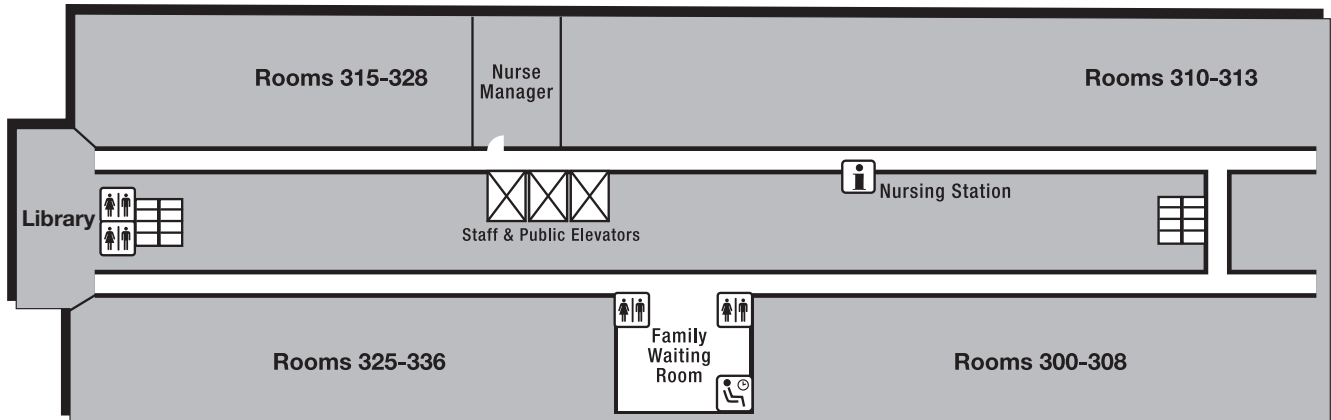 Rooms 315-328
Nurse
Manager
Rooms 310-313
Library
i
Nursing Station
Staff & Public Elevators
Family
Waiting
Room
Rooms 325-336
Rooms 300-308